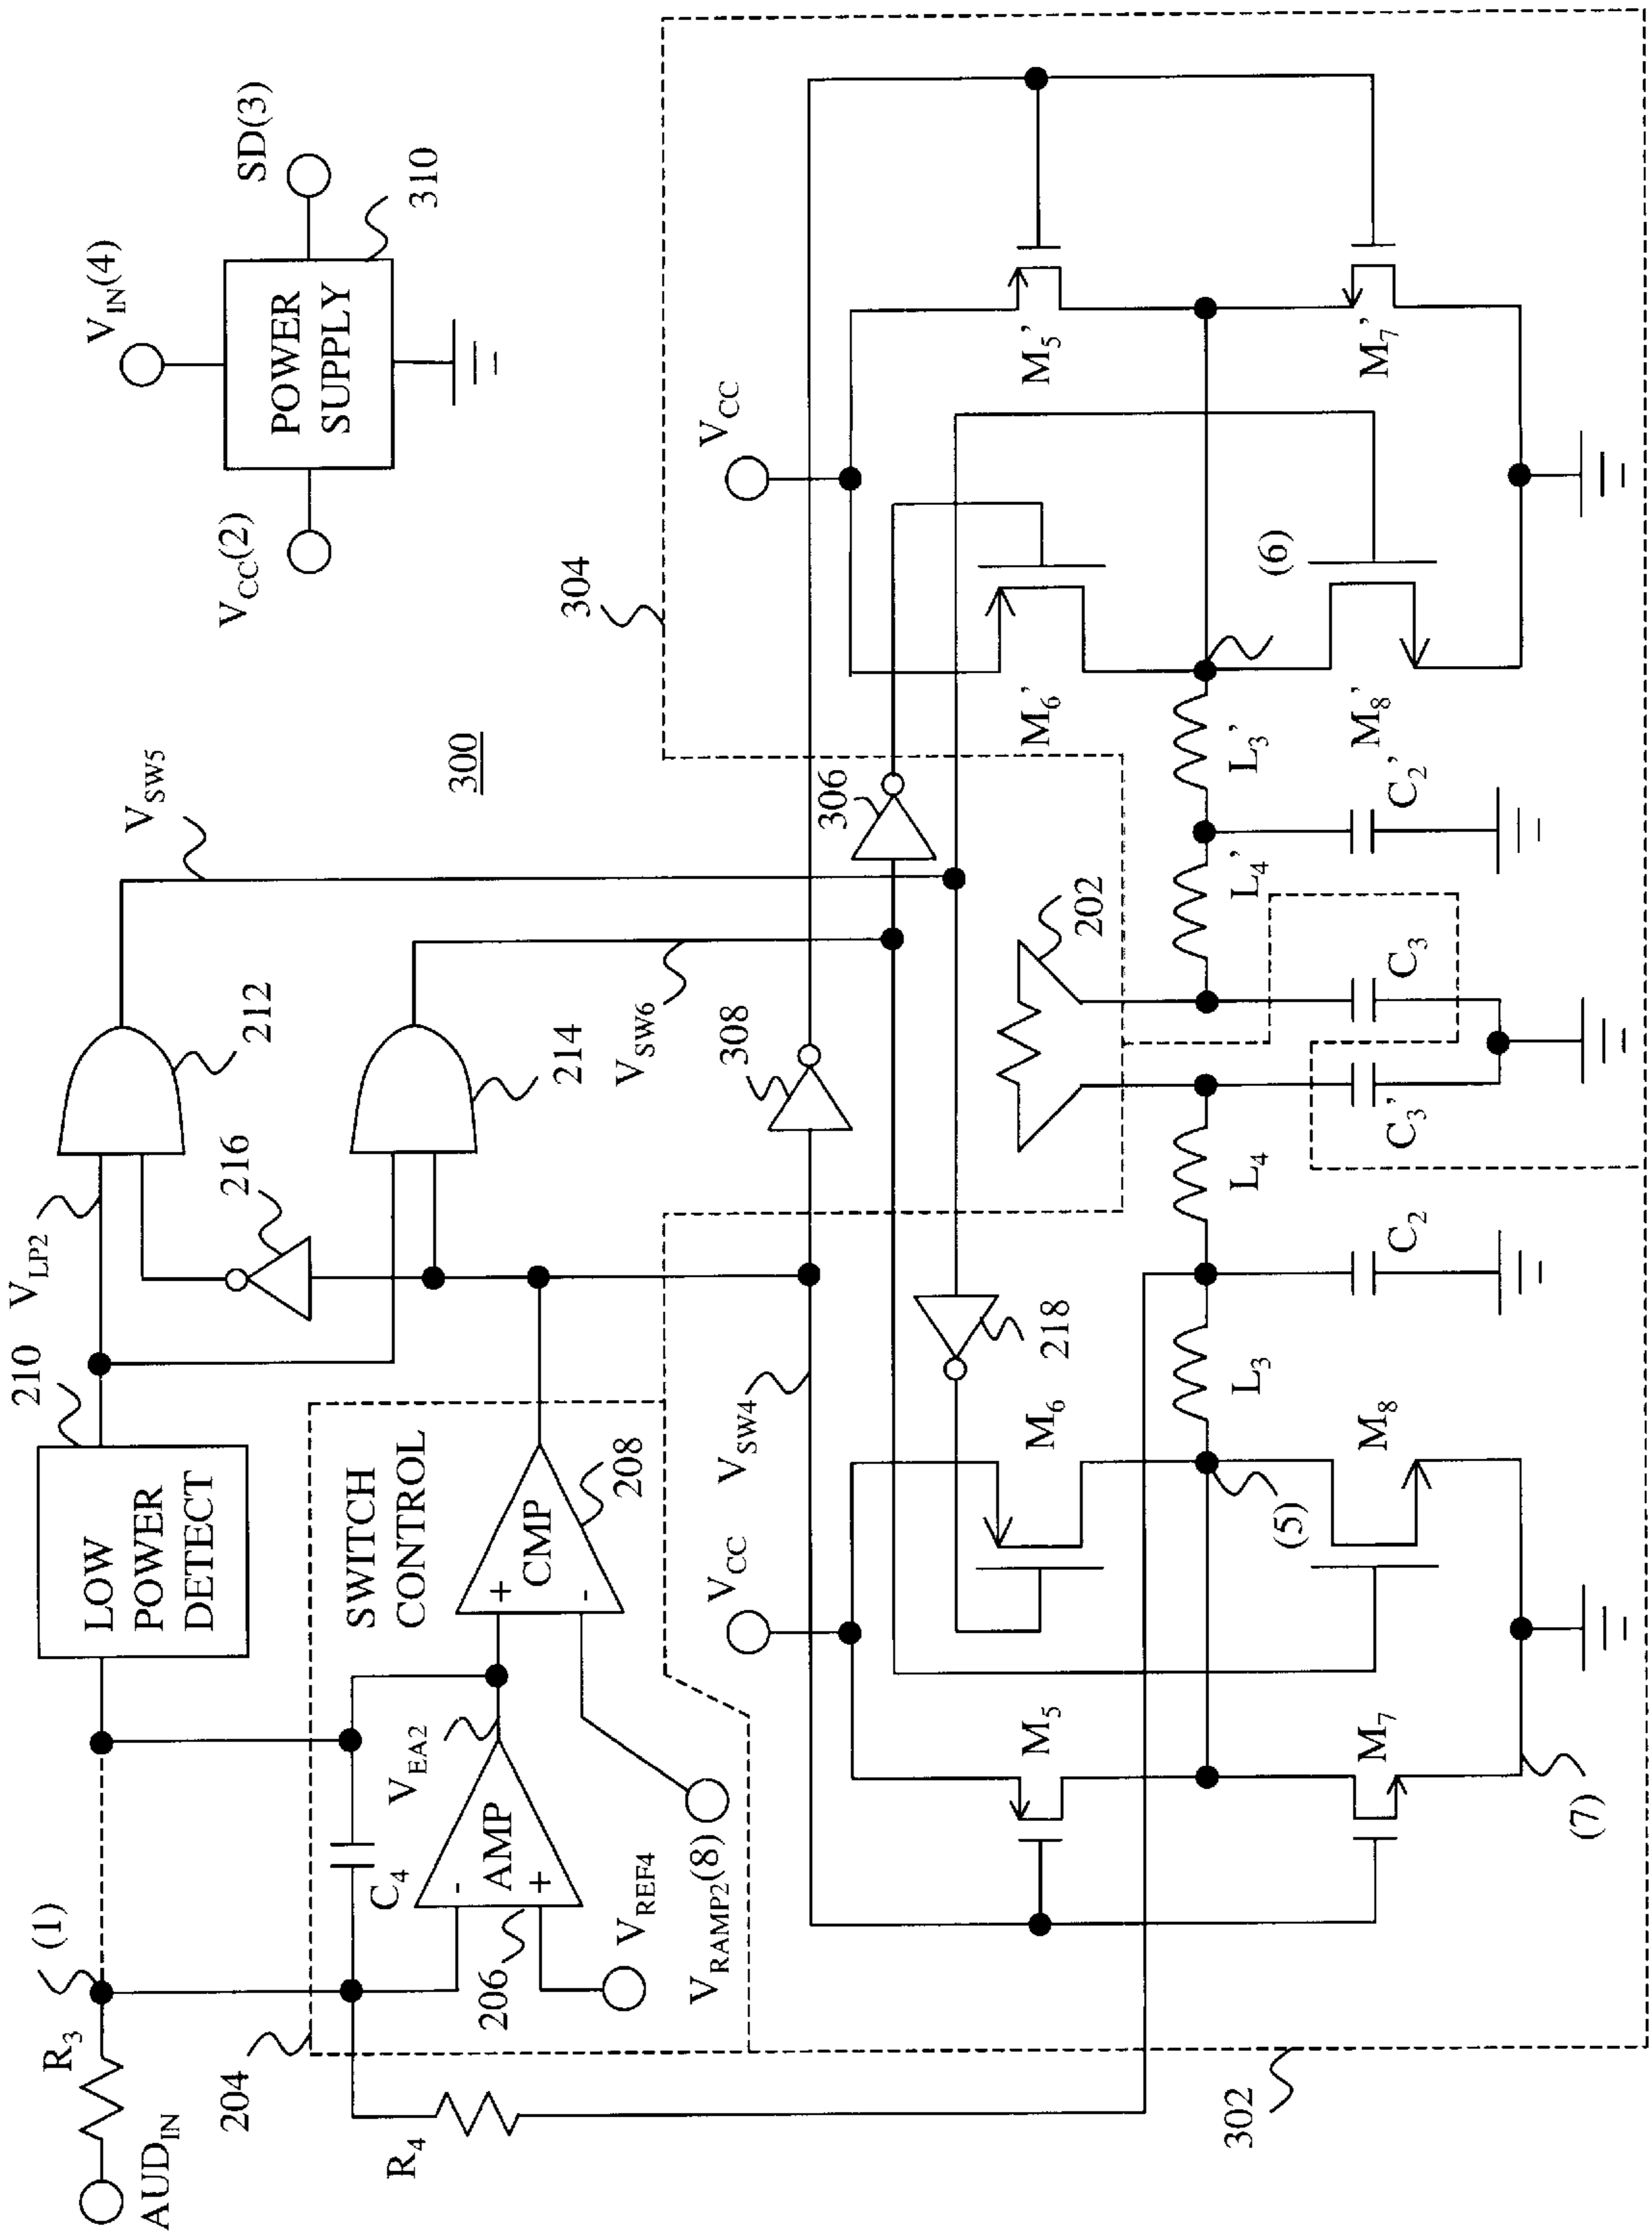 AUD_IN
R_3
(1)
210
LOW
POWER
DETECT
V_LP2
216
212
214
V_SW5
V_SW6
300
V_IN(4)
V_CC(2)
SD(3)
POWER
SUPPLY
310
204
R_4
C_4
-
AMP
+
206
V_EA2
V_REF4
V_RAMP2(8)
SWITCH
CONTROL
+
CMP
-
208
V_SW4
308
306
304
302
V_CC
M_5
M_6
M_7
M_8
(5)
(7)
218
L_3
L_4
C_2
C_3'
C_3
202
L_4'
L_3'
C_2'
V_CC
M_6'
M_5'
M_8'
M_7'
(6)